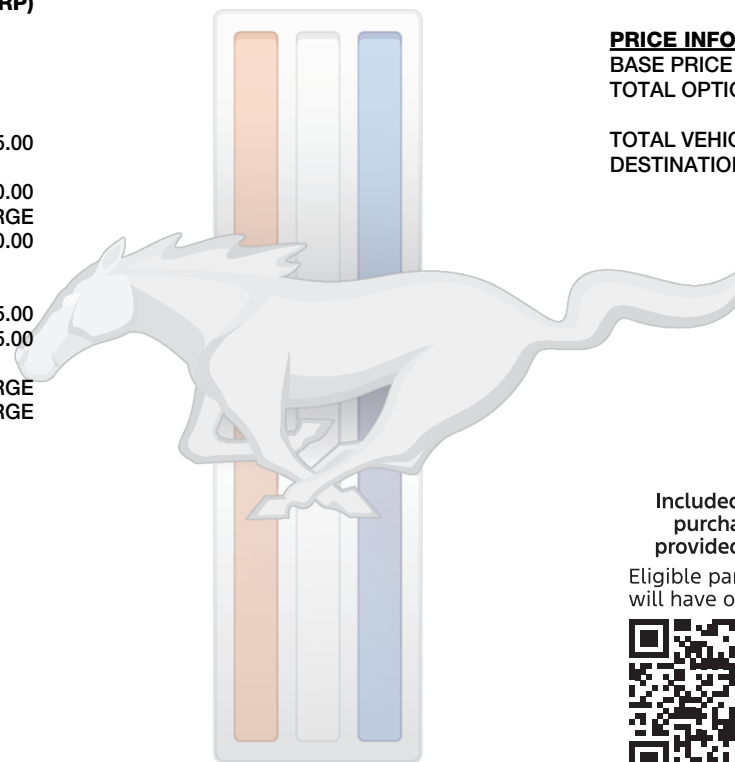 RP)
5.00
0.00
RGE
0.00
5.00
5.00
RGE
RGE
PRICE INFO
BASE PRICE
TOTAL OPTIO
TOTAL VEHIC
DESTINATION
Included
purcha
provided
Eligible par
will have o